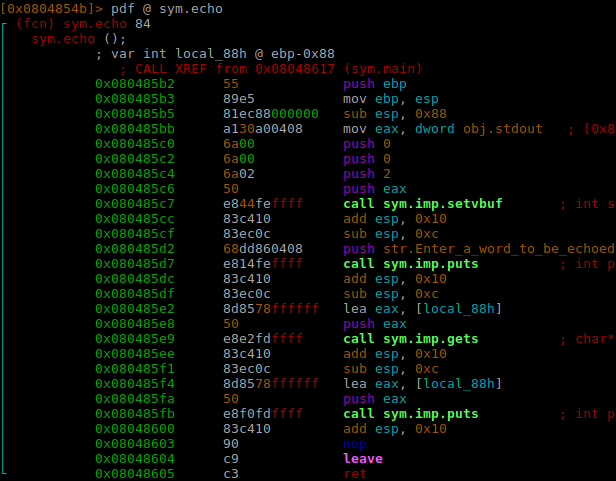 [0x0804854b]> pdf @ sym.echo
(fcn) sym.echo 84
sym.echo ();
; var int local_88h @ ebp-0x88
; CALL XREF from 0x08048617 (sym.main)
0x080485b2 55 push ebp
0x080485b3 89e5 mov ebp, esp
0x080485b5 81ec88000000 sub esp, 0x88
0x080485bb a130a00408 mov eax, dword obj.stdout ; [0x8
0x080485c0 6a00 push 0
0x080485c2 6a00 push 0
0x080485c4 6a02 push 2
0x080485c6 50 push eax
0x080485c7 e844feffff call sym.imp.setvbuf ; int s
0x080485cc 83c410 add esp, 0x10
0x080485cf 83ec0c sub esp, 0xc
0x080485d2 68dd860408 push str.Enter_a_word_to_be_echoed
0x080485d7 e814feffff call sym.imp.puts ; int p
0x080485dc 83c410 add esp, 0x10
0x080485df 83ec0c sub esp, 0xc
0x080485e2 8d8578ffffff lea eax, [local_88h]
0x080485e8 50 push eax
0x080485e9 e8e2fdffff call sym.imp.gets ; char*
0x080485ee 83c410 add esp, 0x10
0x080485f1 83ec0c sub esp, 0xc
0x080485f4 8d8578ffffff lea eax, [local_88h]
0x080485fa 50 push eax
0x080485fb e8f0fdffff call sym.imp.puts ; int p
0x08048600 83c410 add esp, 0x10
0x08048603 90 nop
0x08048604 c9 leave
0x08048605 c3 ret